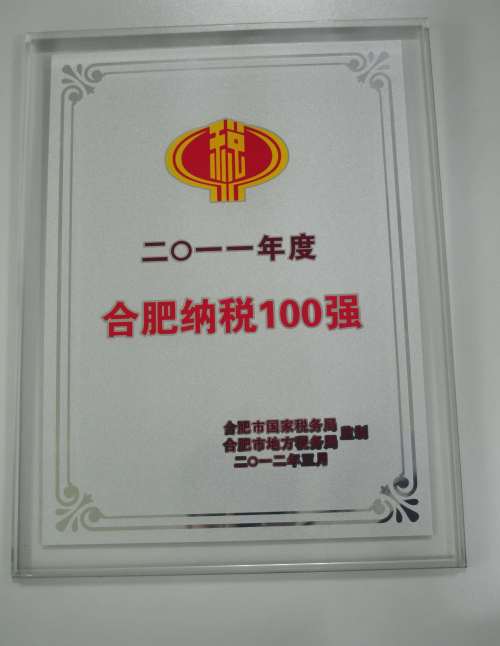 税
二〇一一年度
合肥纳税100强
合肥市国家税务局
合肥市地方税务局
监制
二〇一二年五月